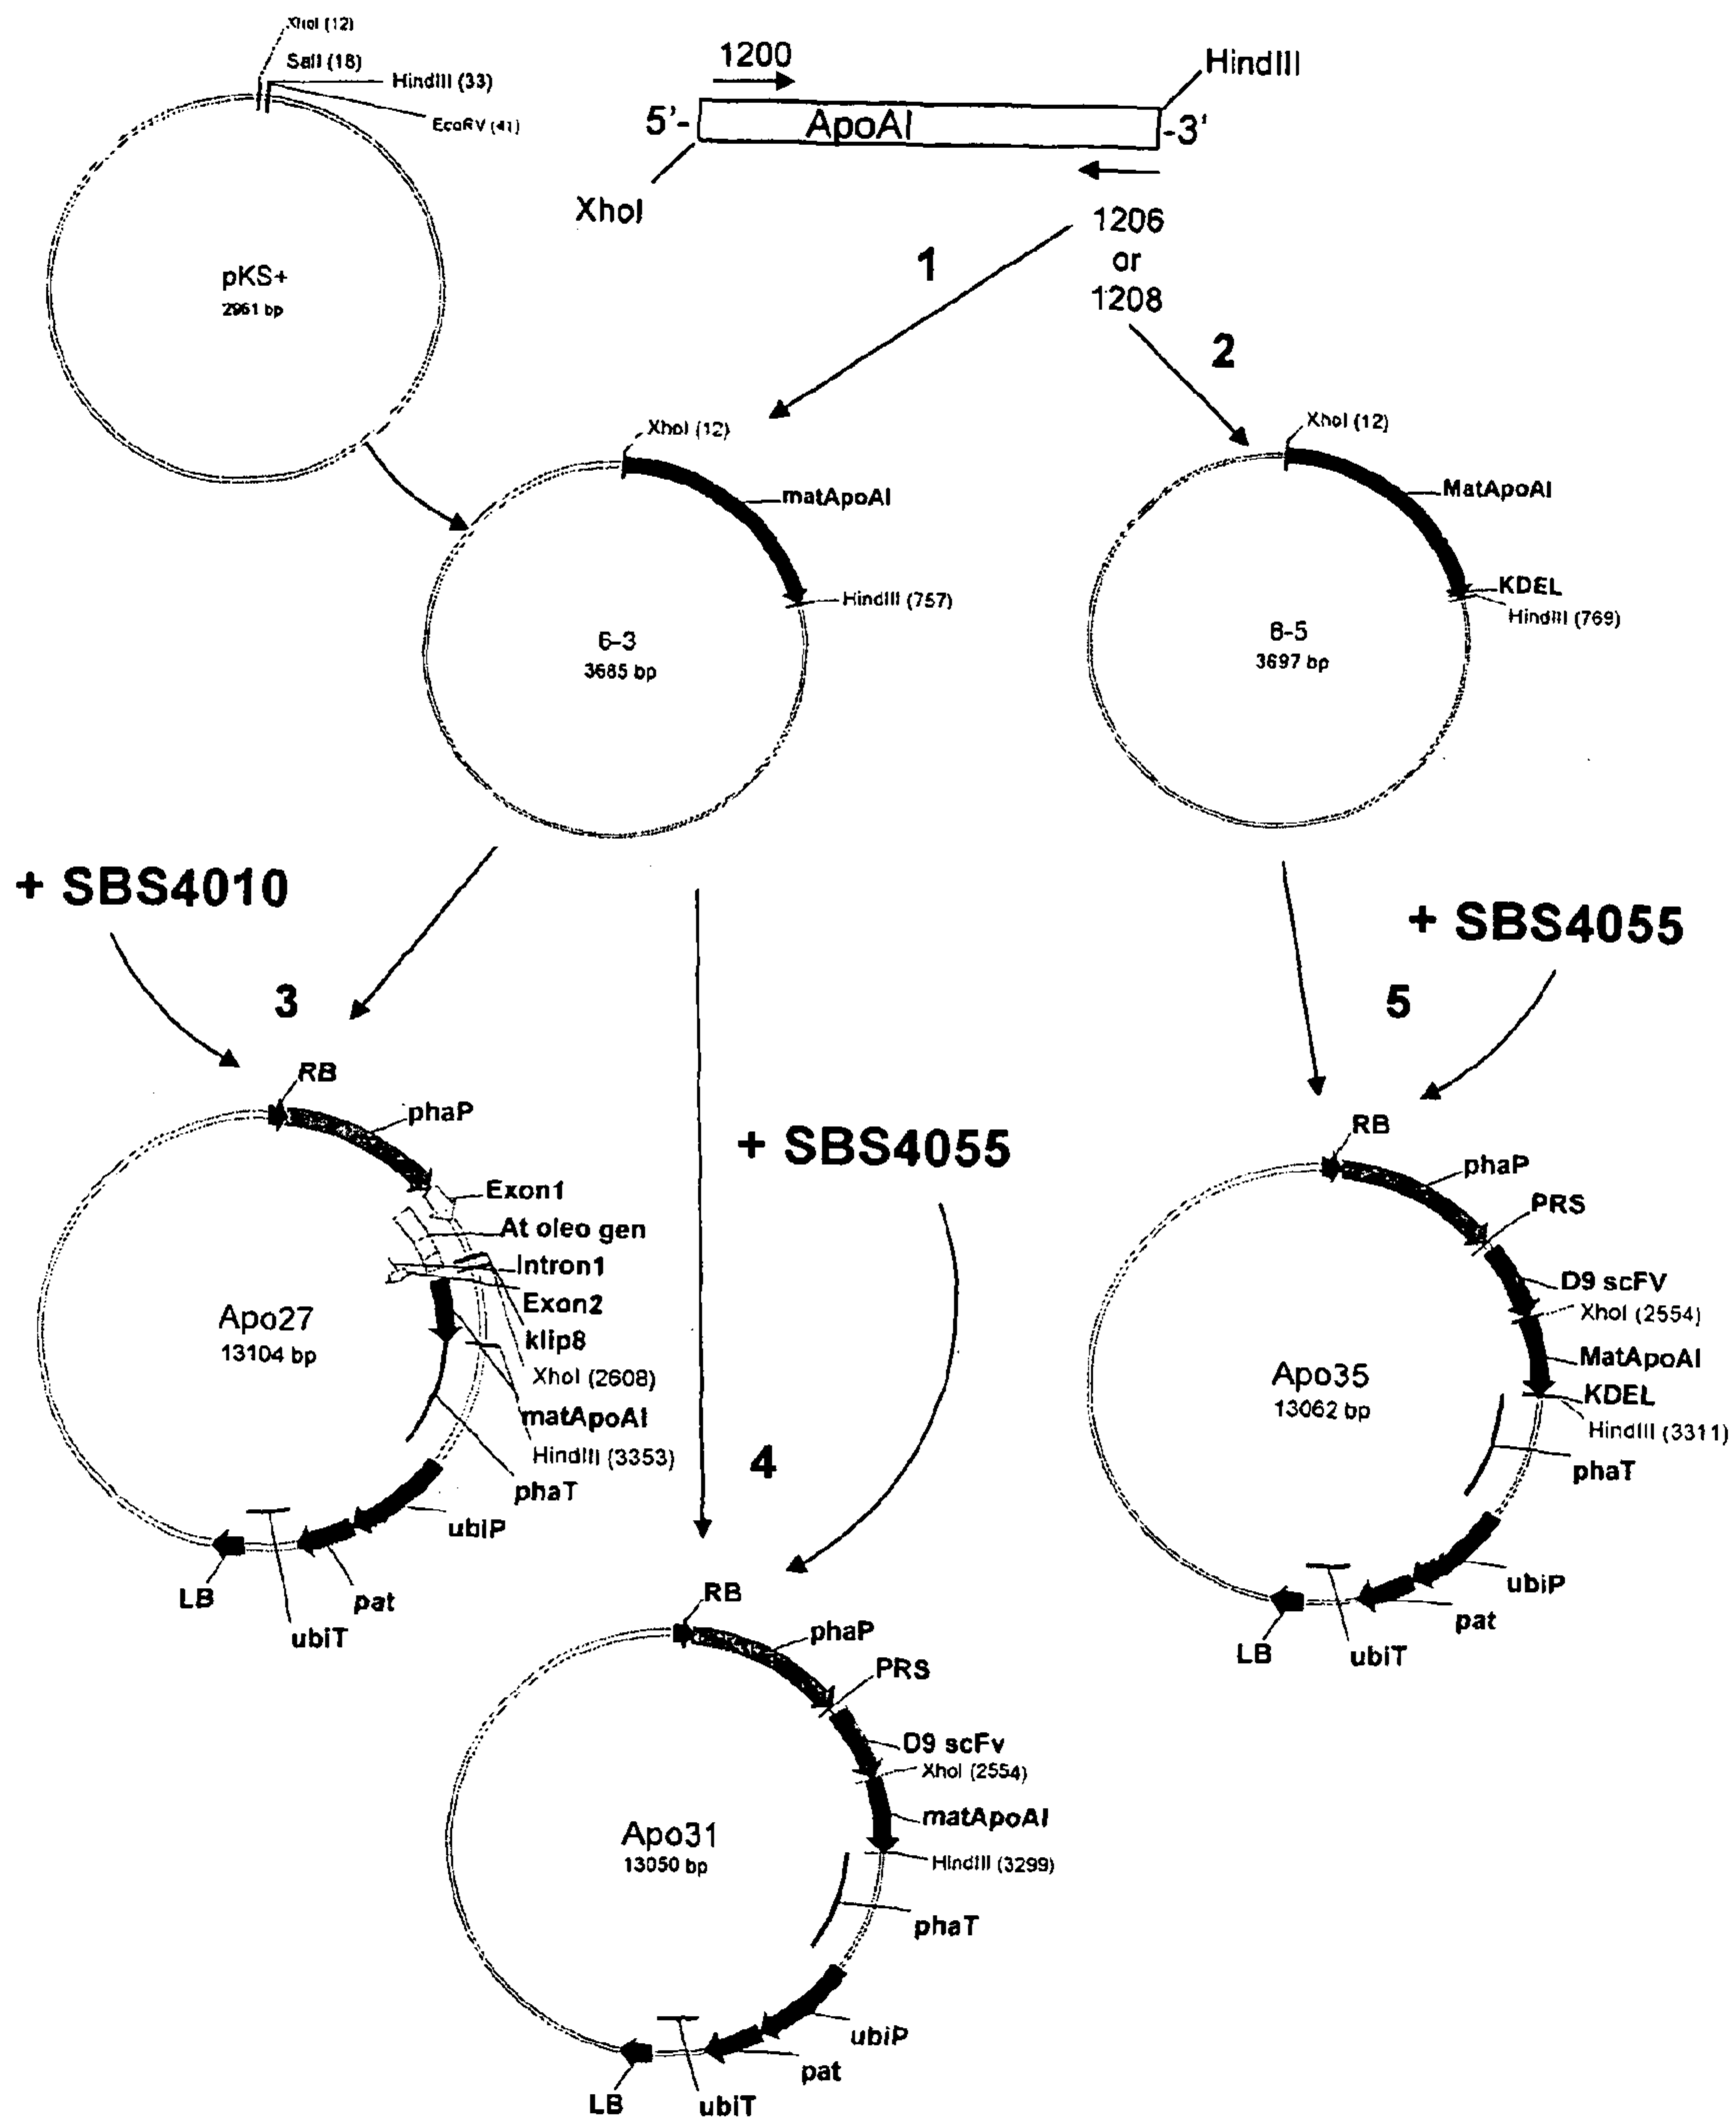 XhoI (12)
SalI (18)
HindIII (33)
EcoRV (41)
pKS+
2961 bp
1200
HindIII
5'-
ApoAI
-3'
XhoI
1206
or
1208
1
2
XhoI (12)
matApoAI
HindIII (757)
6-3
3685 bp
XhoI (12)
MatApoAI
KDEL
HindIII (769)
8-5
3697 bp
+ SBS4010
3
+ SBS4055
4
+ SBS4055
5
RB
phaP
Exon1
At oleo gen
Intron1
Exon2
klip8
XhoI (2608)
matApoAI
HindIII (3353)
phaT
ubiP
pat
ubiT
LB
Apo27
13104 bp
RB
phaP
PRS
D9 scFv
XhoI (2554)
matApoAI
HindIII (3299)
phaT
ubiP
pat
ubiT
LB
Apo31
13050 bp
RB
phaP
PRS
D9 scFV
XhoI (2554)
MatApoAI
KDEL
HindIII (3311)
phaT
ubiP
pat
ubiT
LB
Apo35
13062 bp